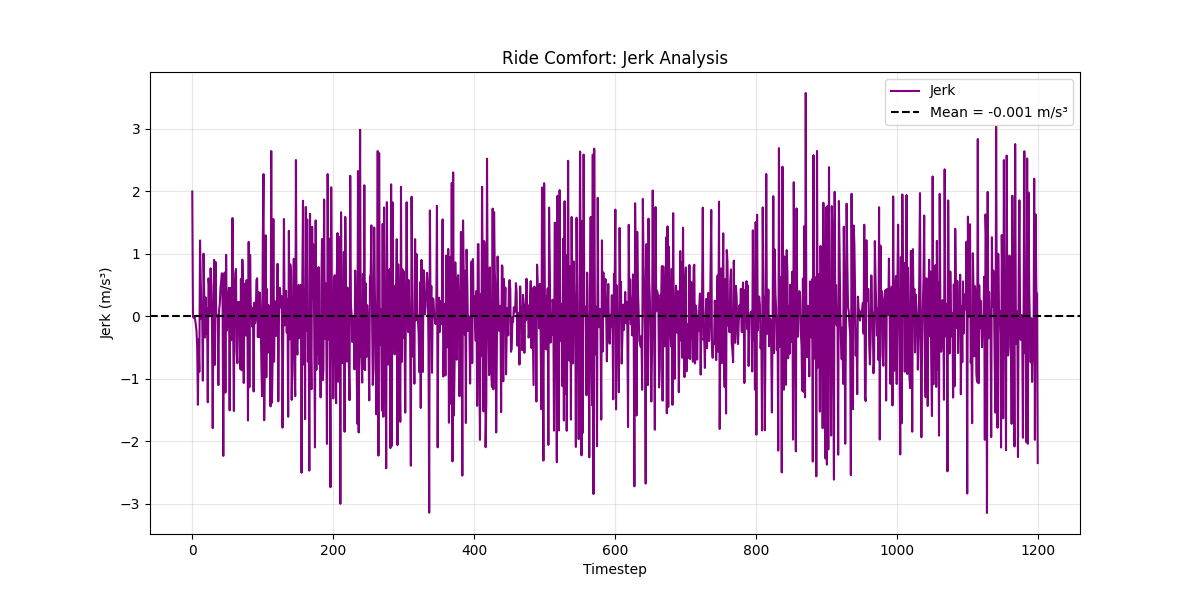 Ride Comfort: Jerk Analysis
Jerk
Mean = -0.001 m/s³
Jerk (m/s³)
3
2
1
0
−1
−2
−3
0 200 400 600 800 1000 1200
Timestep